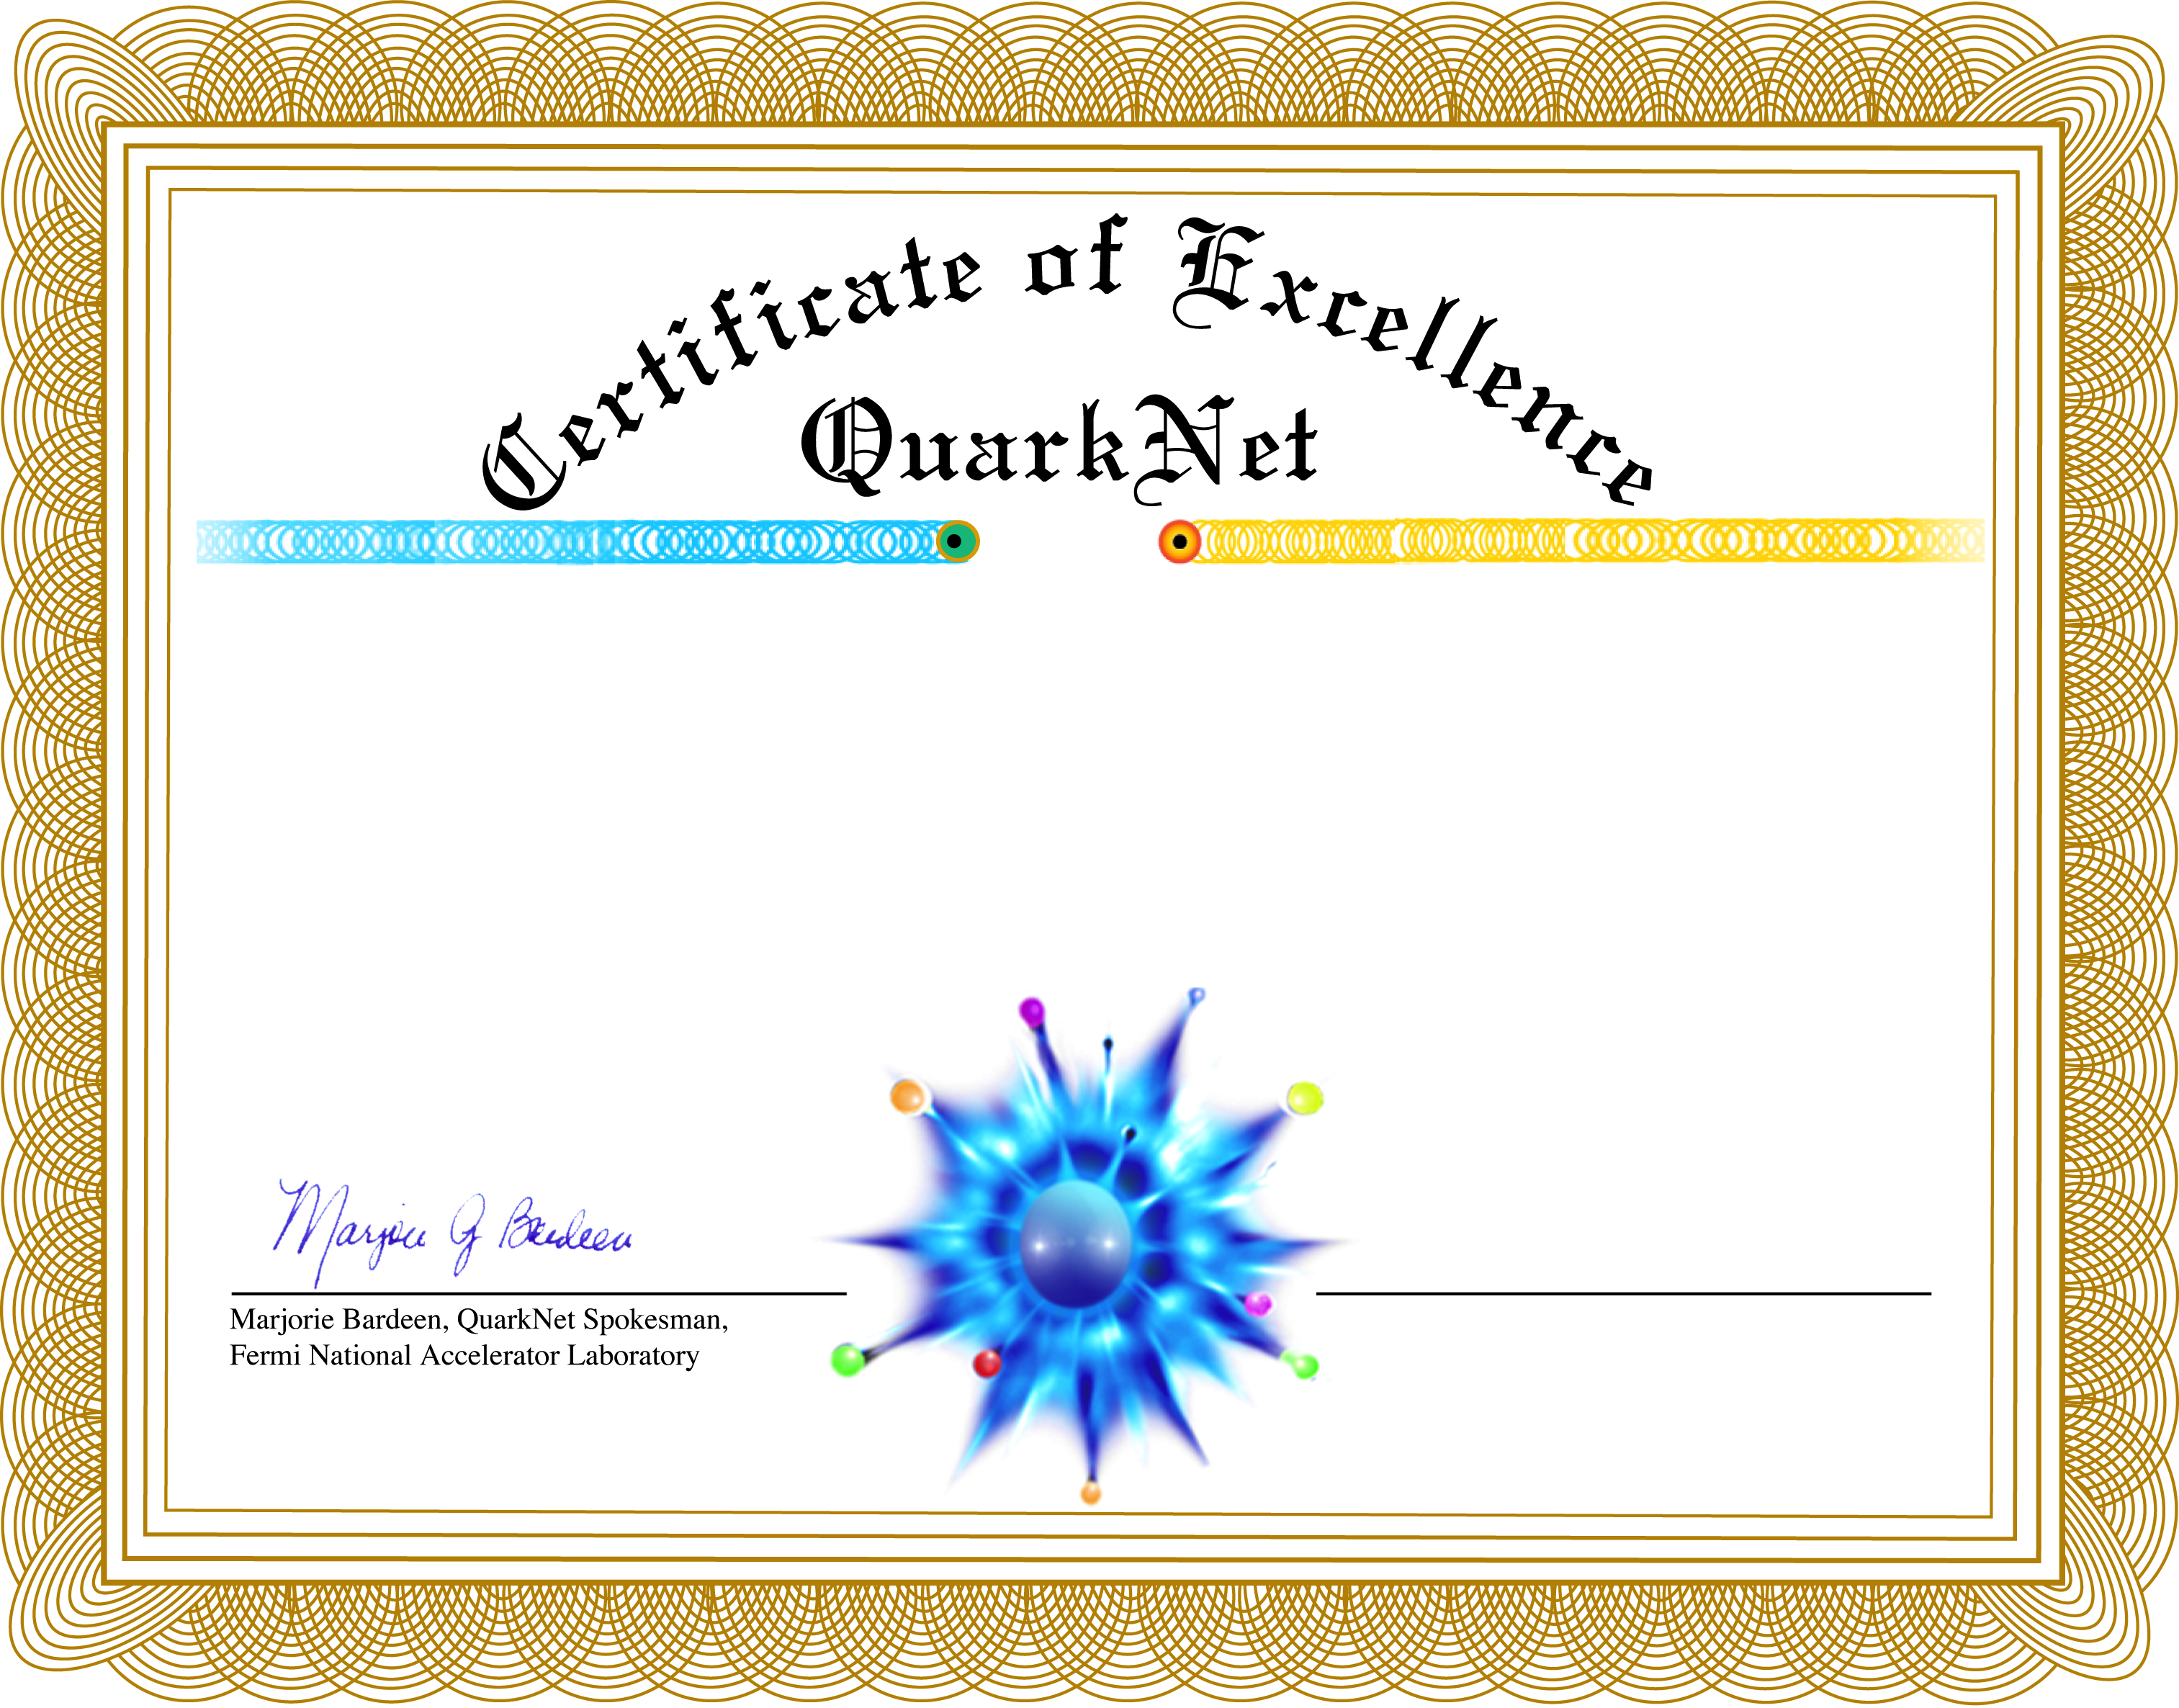 Certificate of Excellence
QuarkNet
Marjorie G Bardeen
Marjorie Bardeen, QuarkNet Spokesman,
Fermi National Accelerator Laboratory